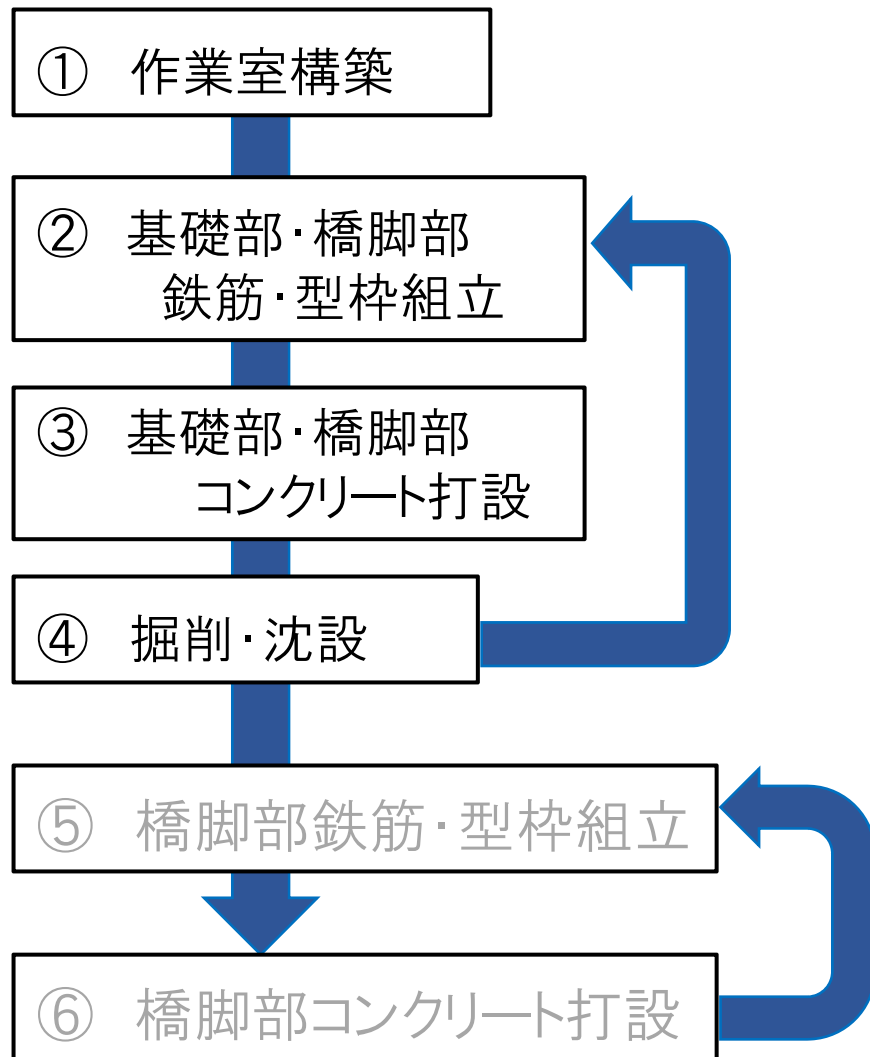 ① 作業室構築
② 基礎部・橋脚部
鉄筋・型枠組立
③ 基礎部・橋脚部
コンクリート打設
④ 掘削・沈設
⑤ 橋脚部鉄筋・型枠組立
⑥ 橋脚部コンクリート打設